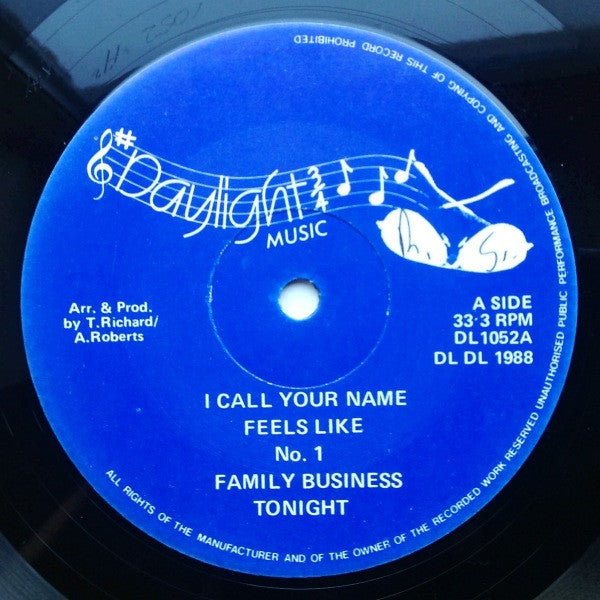 Daylight 3/4
MUSIC
Arr. & Prod.
by T.Richard/
A.Roberts
A SIDE
33·3 RPM
DL1052A
DL DL 1988
I CALL YOUR NAME
FEELS LIKE
No. 1
FAMILY BUSINESS
TONIGHT
ALL RIGHTS OF THE MANUFACTURER AND OF THE OWNER OF THE RECORDED WORK RESERVED UNAUTHORISED PUBLIC PERFORMANCE BROADCASTING AND COPYING OF THIS RECORD PROHIBITED